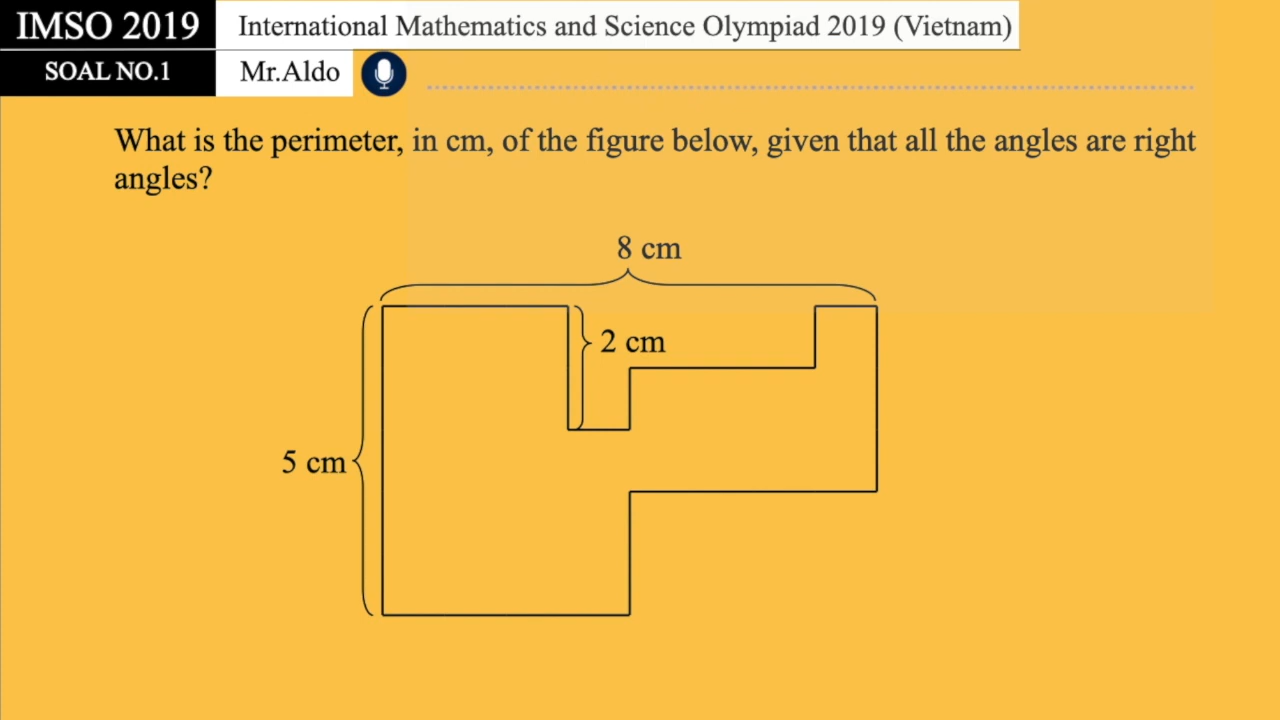 IMSO 2019 International Mathematics and Science Olympiad 2019 (Vietnam)
SOAL NO.1 Mr.Aldo
What is the perimeter, in cm, of the figure below, given that all the angles are right
angles?
8 cm
2 cm
5 cm